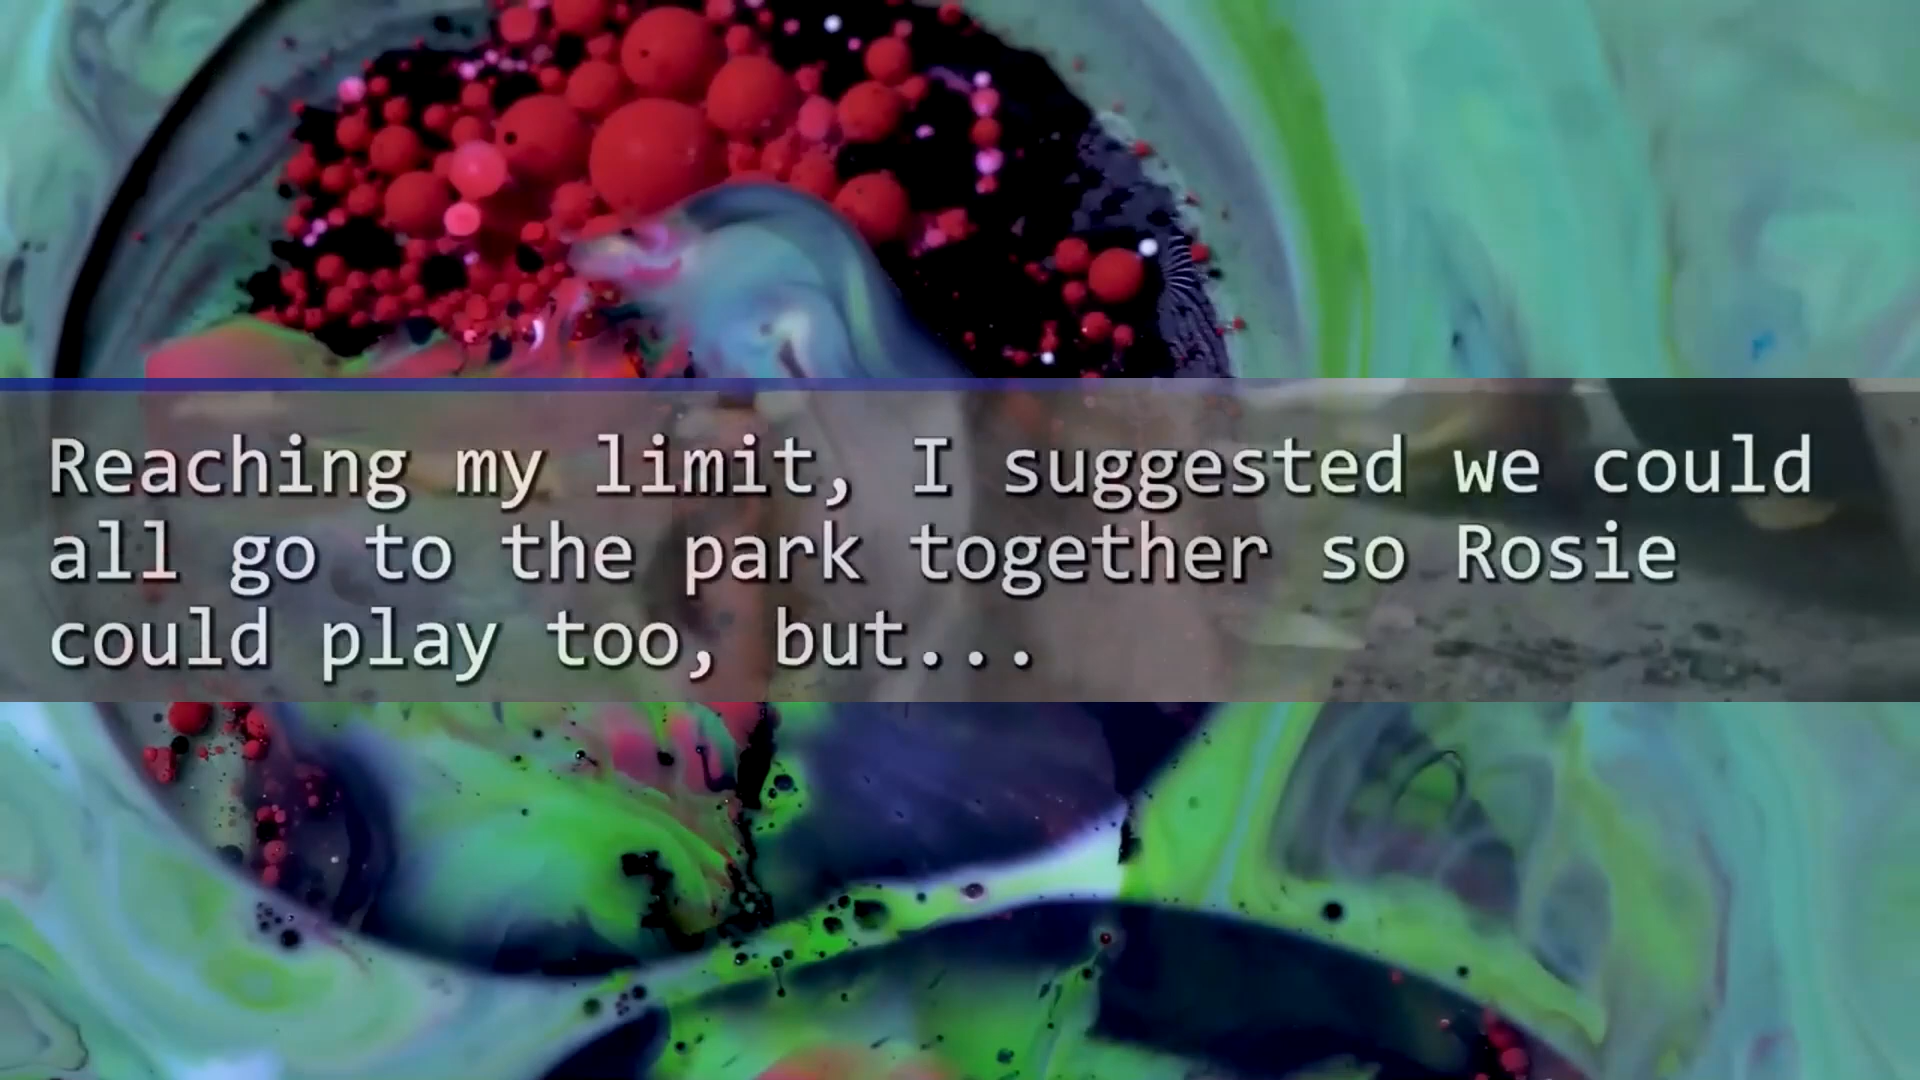 Reaching my limit, I suggested we could
all go to the park together so Rosie
could play too, but...